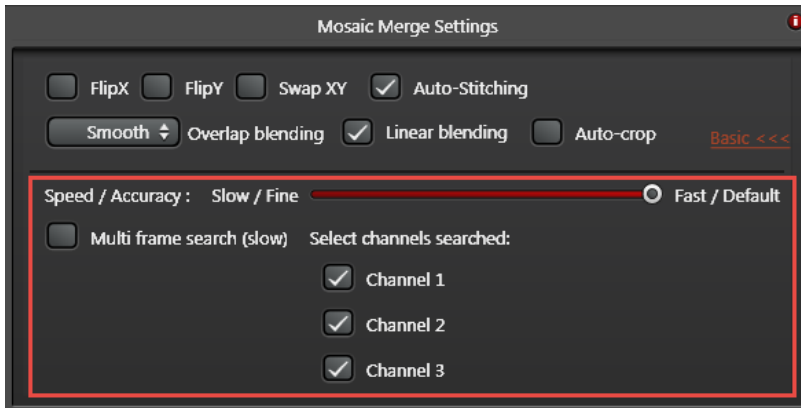 Mosaic Merge Settings
FlipX FlipY Swap XY Auto-Stitching
Smooth Overlap blending Linear blending Auto-crop Basic <<<
Speed / Accuracy : Slow / Fine Fast / Default
Multi frame search (slow) Select channels searched:
Channel 1
Channel 2
Channel 3